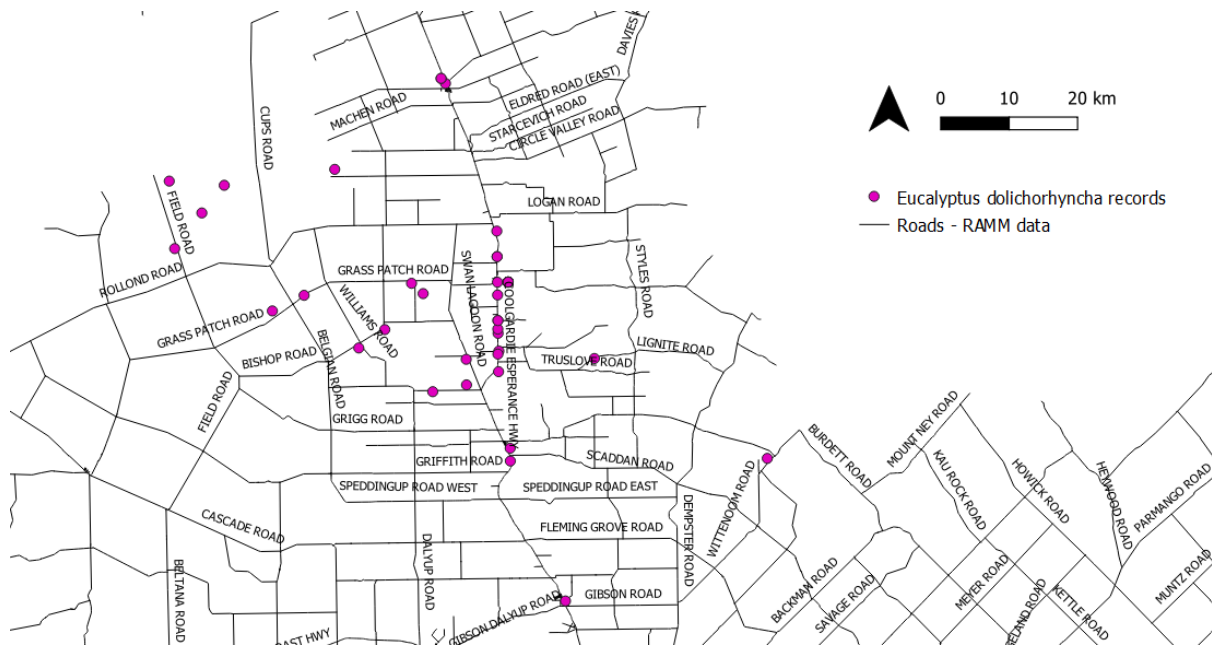 DAVIES R
ELDRED ROAD (EAST)
STARCEVICH ROAD
CIRCLE VALLEY ROAD
MACHEN ROAD
CUPS ROAD
0 10 20 km
Eucalyptus dolichorhyncha records
Roads - RAMM data
FIELD ROAD
LOGAN ROAD
ROLLOND ROAD
GRASS PATCH ROAD
SWAN LAGOON ROAD
COOLGARDIE ESPERANCE HWY
STYLES ROAD
GRASS PATCH ROAD
WILLIAMS ROAD
BISHOP ROAD
BELGIAN ROAD
TRUSLOVE ROAD
LIGNITE ROAD
FIELD ROAD
GRIGG ROAD
GRIFFITH ROAD
SCADDAN ROAD
SPEDDINGUP ROAD WEST
SPEDDINGUP ROAD EAST
WITTENOOM ROAD
BURDETT ROAD
MOUNT NEY ROAD
KAU ROCK ROAD
HOWICK ROAD
HEYWOOD ROAD
PARMANGO ROAD
CASCADE ROAD
FLEMING GROVE ROAD
DEMPSTER ROAD
BELTANA ROAD
DALYUP ROAD
GIBSON DALYUP ROAD
GIBSON ROAD
BACKMAN ROAD
SAVAGE ROAD
MEYER ROAD
KETTLE ROAD
MUNTZ ROAD
ELAND ROAD
AST HWY